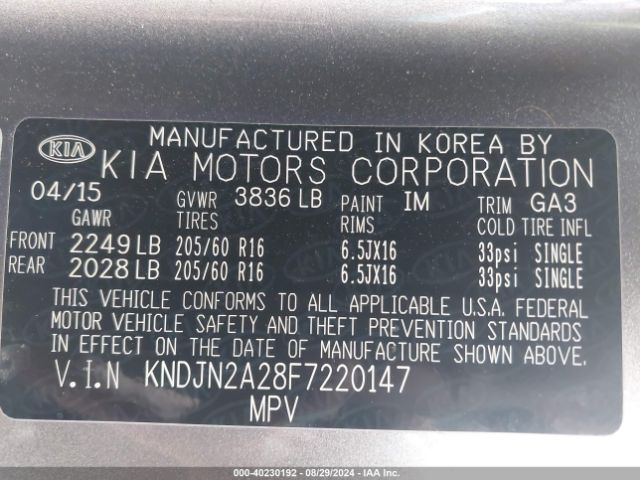 MANUFACTURED IN KOREA BY
KIA KIA MOTORS CORPORATION
04/15 GVWR 3836 LB PAINT IM TRIM GA3
GAWR TIRES RIMS COLD TIRE INFL
FRONT 2249 LB 205/60 R16 6.5JX16 33psi SINGLE
REAR 2028 LB 205/60 R16 6.5JX16 33psi SINGLE
THIS VEHICLE CONFORMS TO ALL APPLICABLE U.S.A. FEDERAL
MOTOR VEHICLE SAFETY AND THEFT PREVENTION STANDARDS
IN EFFECT ON THE DATE OF MANUFACTURE SHOWN ABOVE.
V.I.N KNDJN2A28F7220147
MPV
000-40230192 - 08/29/2024 - IAA Inc.